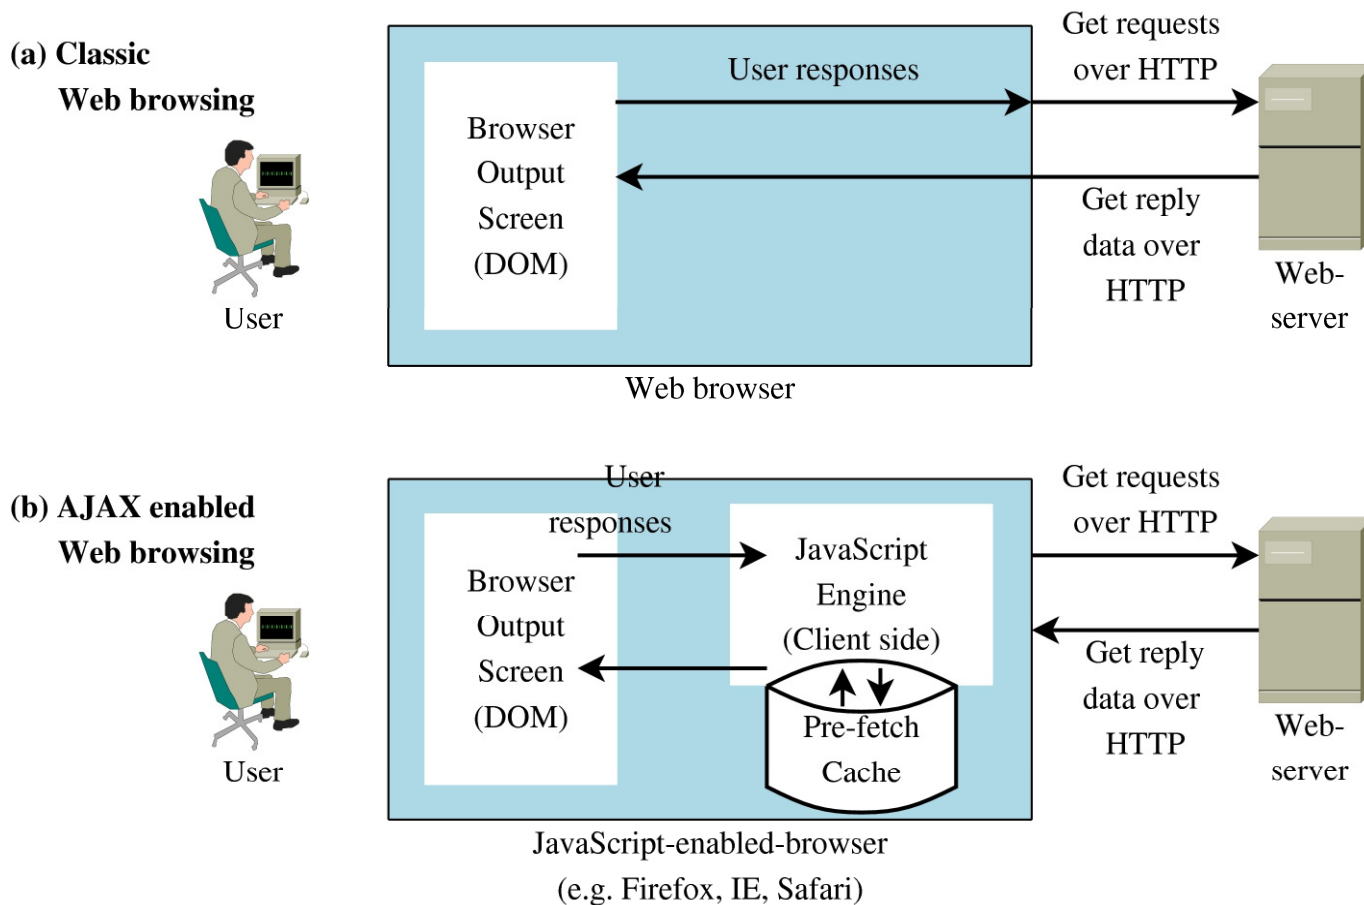 (a) Classic
Web browsing
User
Browser
Output
Screen
(DOM)
User responses
Web browser
Get requests
over HTTP
Get reply
data over
HTTP
Web-
server
(b) AJAX enabled
Web browsing
User
Browser
Output
Screen
(DOM)
User
responses
JavaScript
Engine
(Client side)
Pre-fetch
Cache
JavaScript-enabled-browser
(e.g. Firefox, IE, Safari)
Get requests
over HTTP
Get reply
data over
HTTP
Web-
server